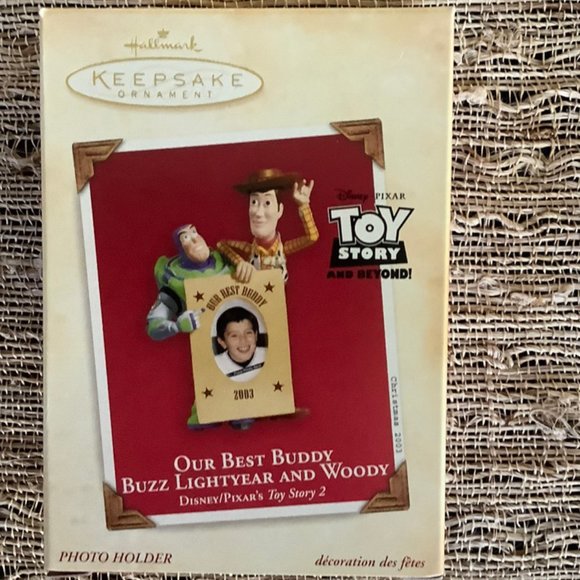 Hallmark
KEEPSAKE
ORNAMENT
Disney PIXAR
TOY
STORY
AND BEYOND!
OUR BEST BUDDY
2003
Christmas 2003
OUR BEST BUDDY
BUZZ LIGHTYEAR AND WOODY
DISNEY/PIXAR'S Toy Story 2
PHOTO HOLDER
décoration des fêtes